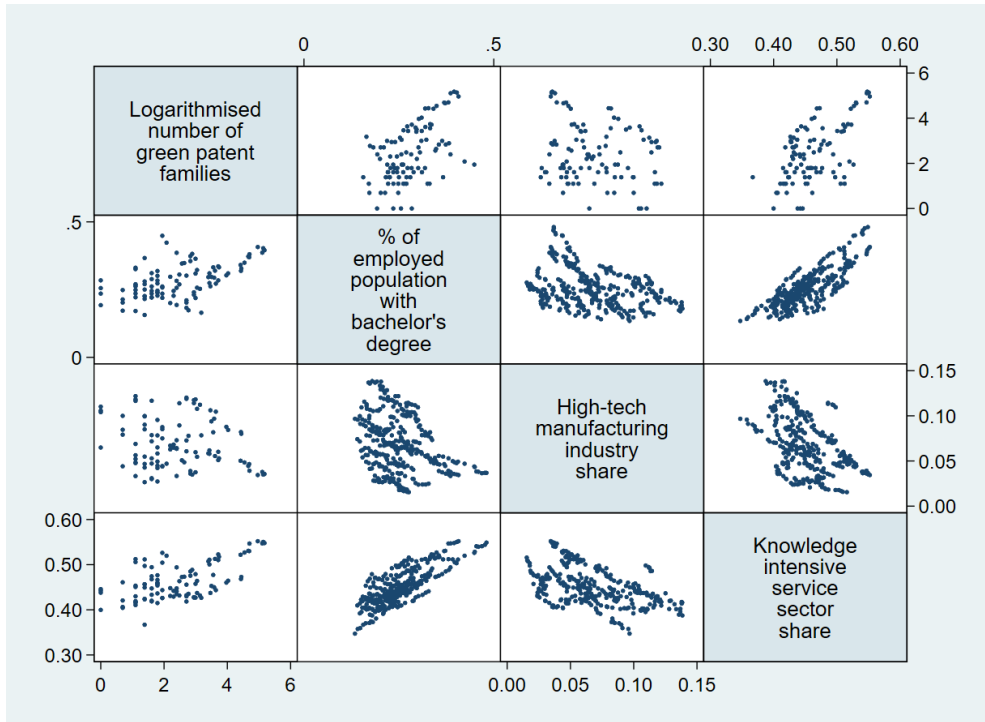 0 .5 0.30 0.40 0.50 0.60
Logarithmised
number of
green patent
families
6
4
2
0
.5
0
% of
employed
population
with
bachelor's
degree
High-tech
manufacturing
industry
share
0.15
0.10
0.05
0.00
0.60
0.50
0.40
0.30
Knowledge
intensive
service
sector
share
0 2 4 6 0.00 0.05 0.10 0.15